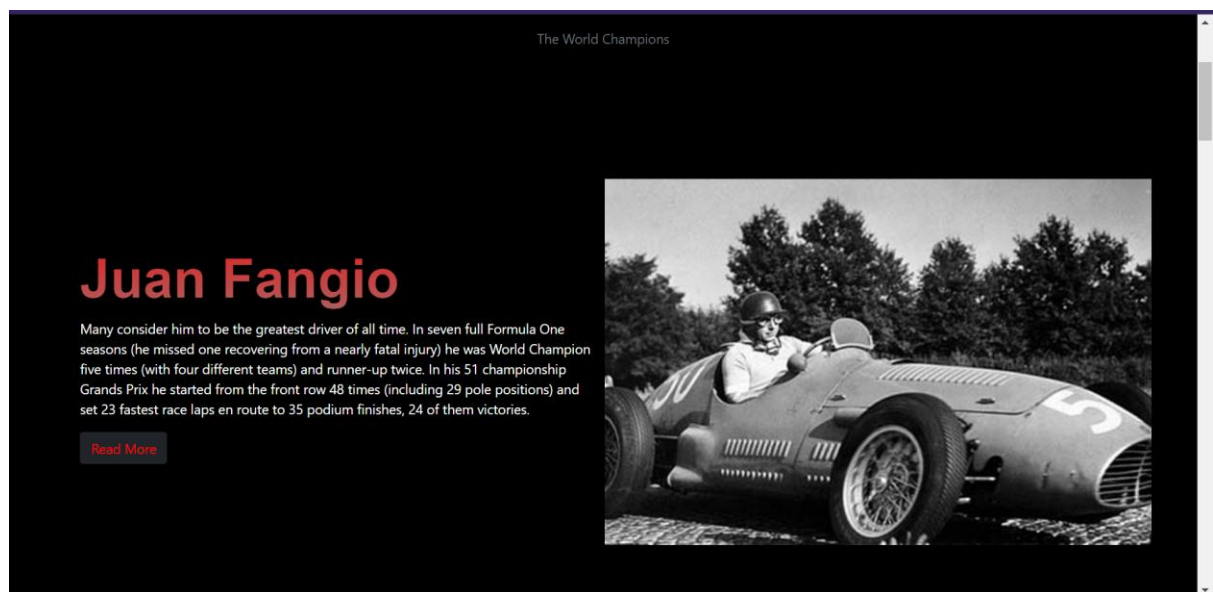 The World Champions
Juan Fangio
Many consider him to be the greatest driver of all time. In seven full Formula One
seasons (he missed one recovering from a nearly fatal injury) he was World Champion
five times (with four different teams) and runner-up twice. In his 51 championship
Grands Prix he started from the front row 48 times (including 29 pole positions) and
set 23 fastest race laps en route to 35 podium finishes, 24 of them victories.
Read More